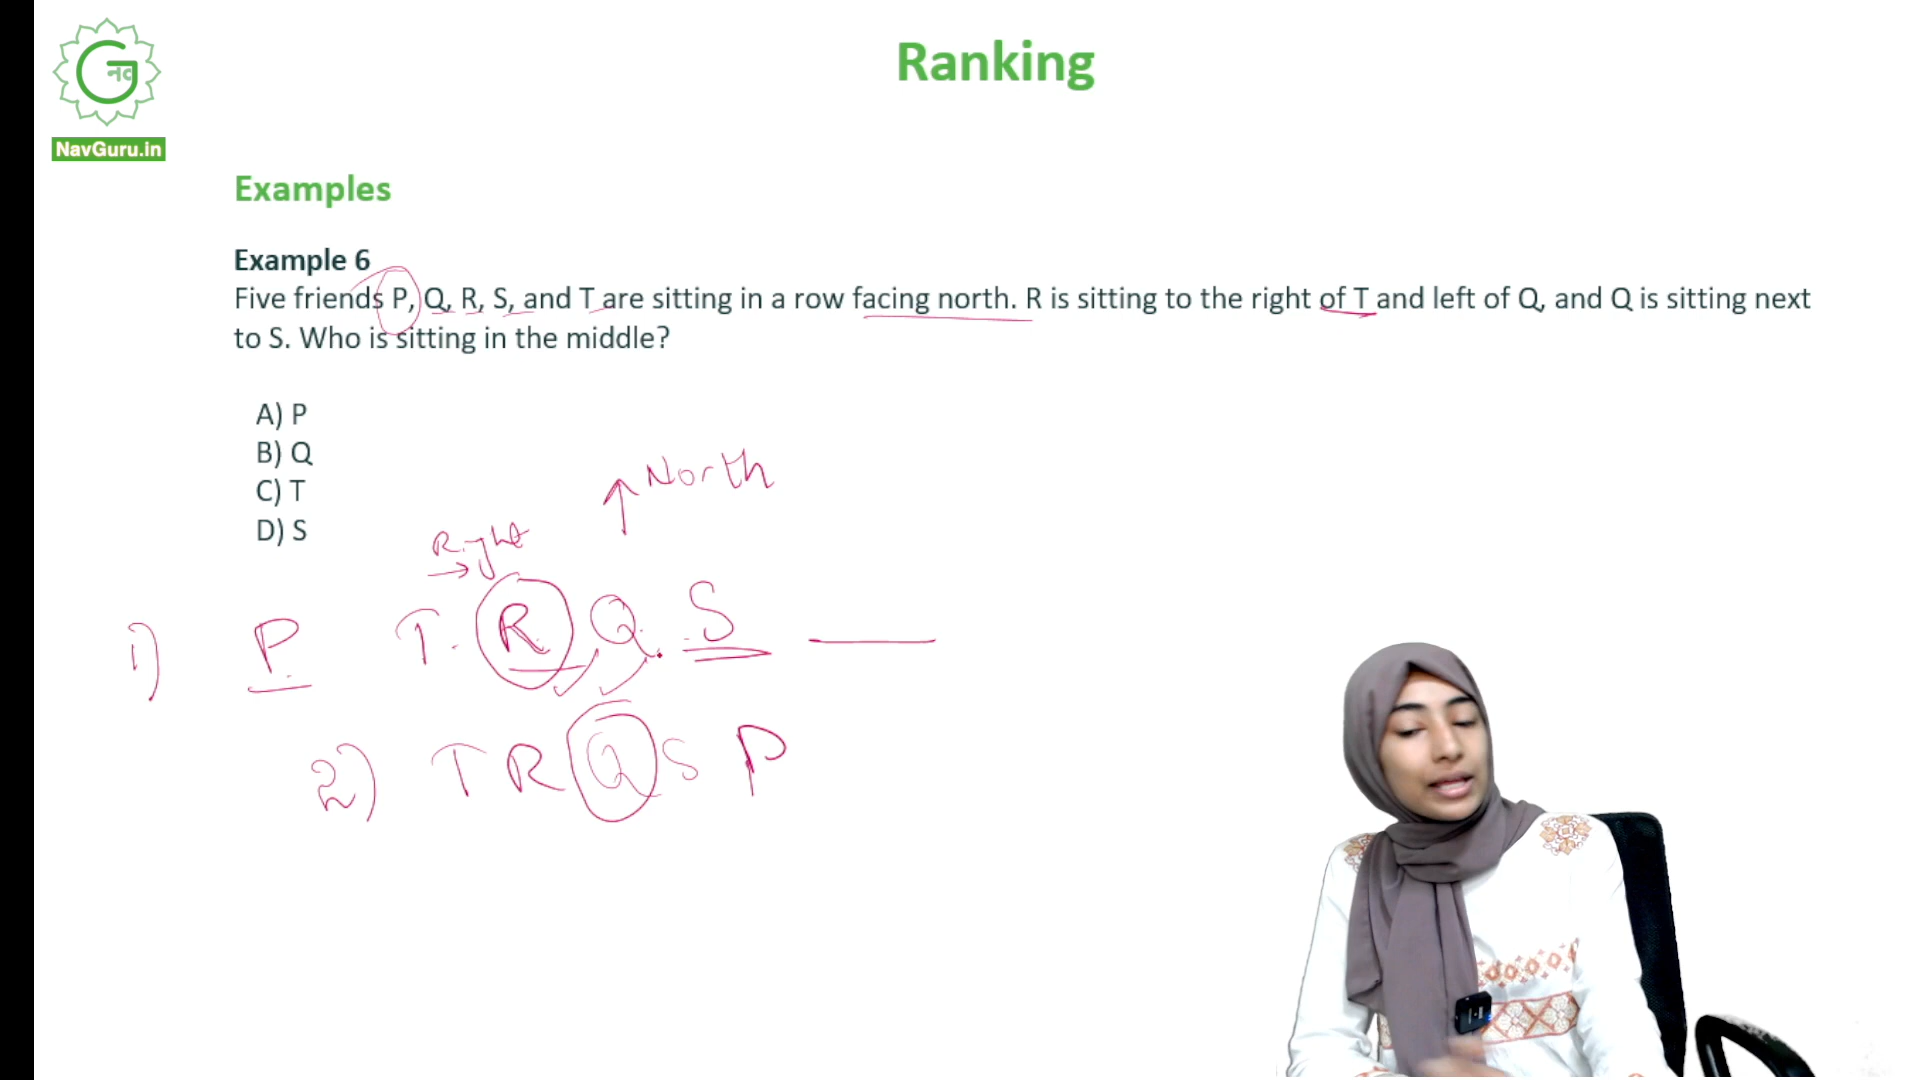 Ranking
नव
NavGuru.in
Examples
Example 6
Five friends P, Q, R, S, and T are sitting in a row facing north. R is sitting to the right of T and left of Q, and Q is sitting next
to S. Who is sitting in the middle?
A) P
B) Q
C) T
D) S
↑ North
Right
→
1) P T R Q S
2) T R Q S P